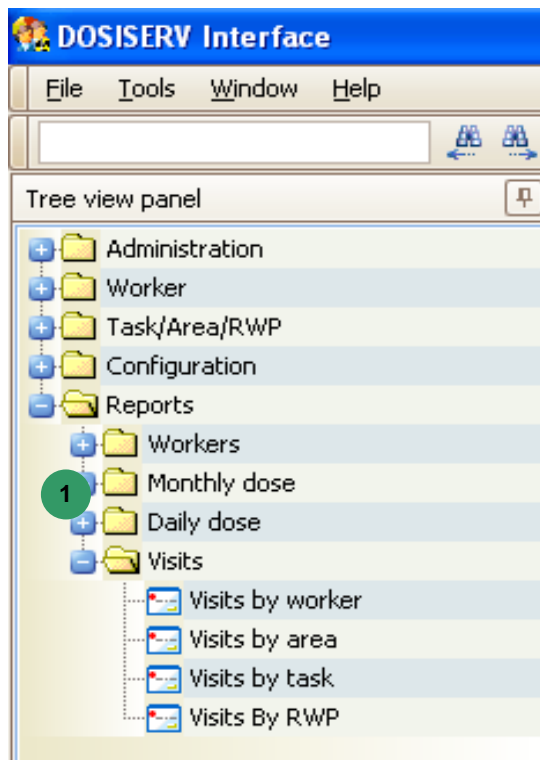 DOSISERV Interface
File Tools Window Help
Tree view panel
Administration
Worker
Task/Area/RWP
Configuration
Reports
Workers
1 Monthly dose
Daily dose
Visits
Visits by worker
Visits by area
Visits by task
Visits By RWP